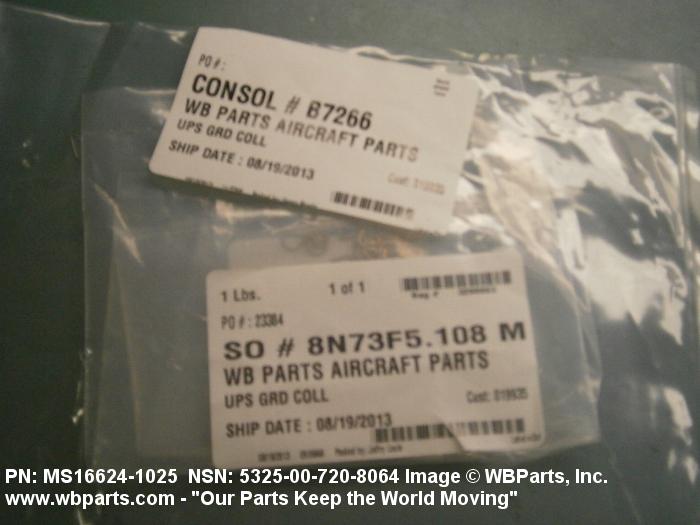 PO #:
CONSOL # B7266
WB PARTS AIRCRAFT PARTS
UPS GRD COLL
SHIP DATE : 08/19/2013
Cust: 019935
1 Lbs. 1 of 1
PO # : 23384
SO # 8N73F5.108 M
WB PARTS AIRCRAFT PARTS
UPS GRD COLL
Cust: 019935
SHIP DATE : 08/19/2013
PN: MS16624-1025 NSN: 5325-00-720-8064 Image © WBParts, Inc.
www.wbparts.com - "Our Parts Keep the World Moving"